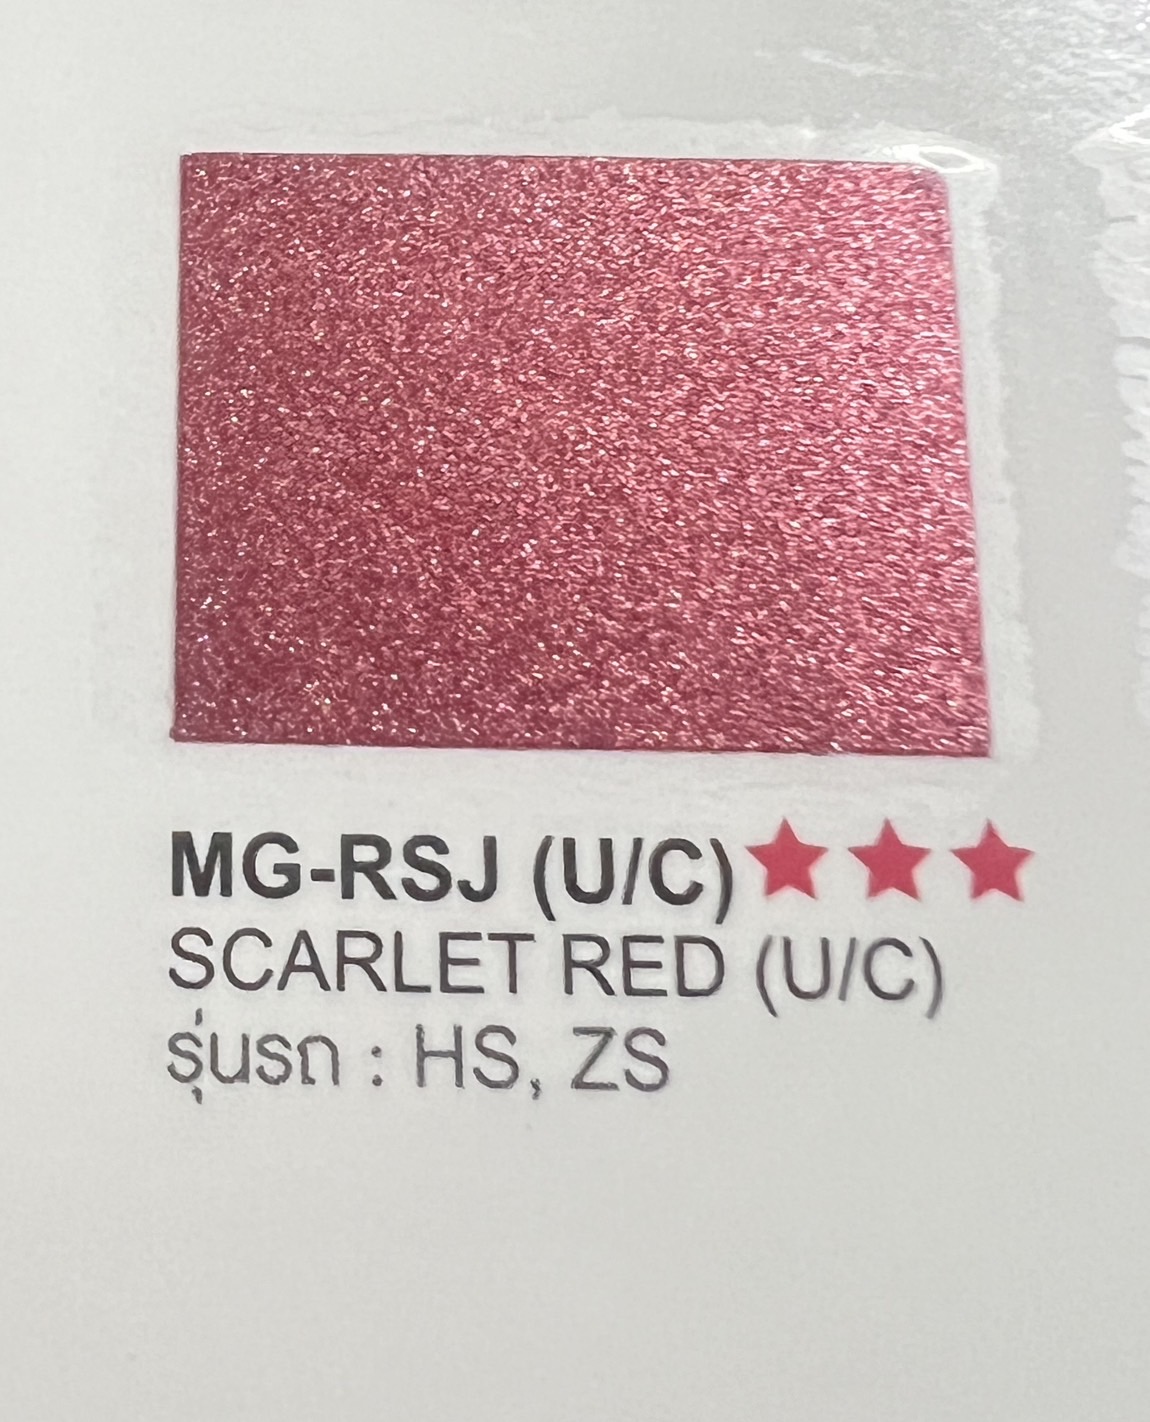 MG-RSJ (U/C)★★★
SCARLET RED (U/C)
รุ่นรถ : HS, ZS